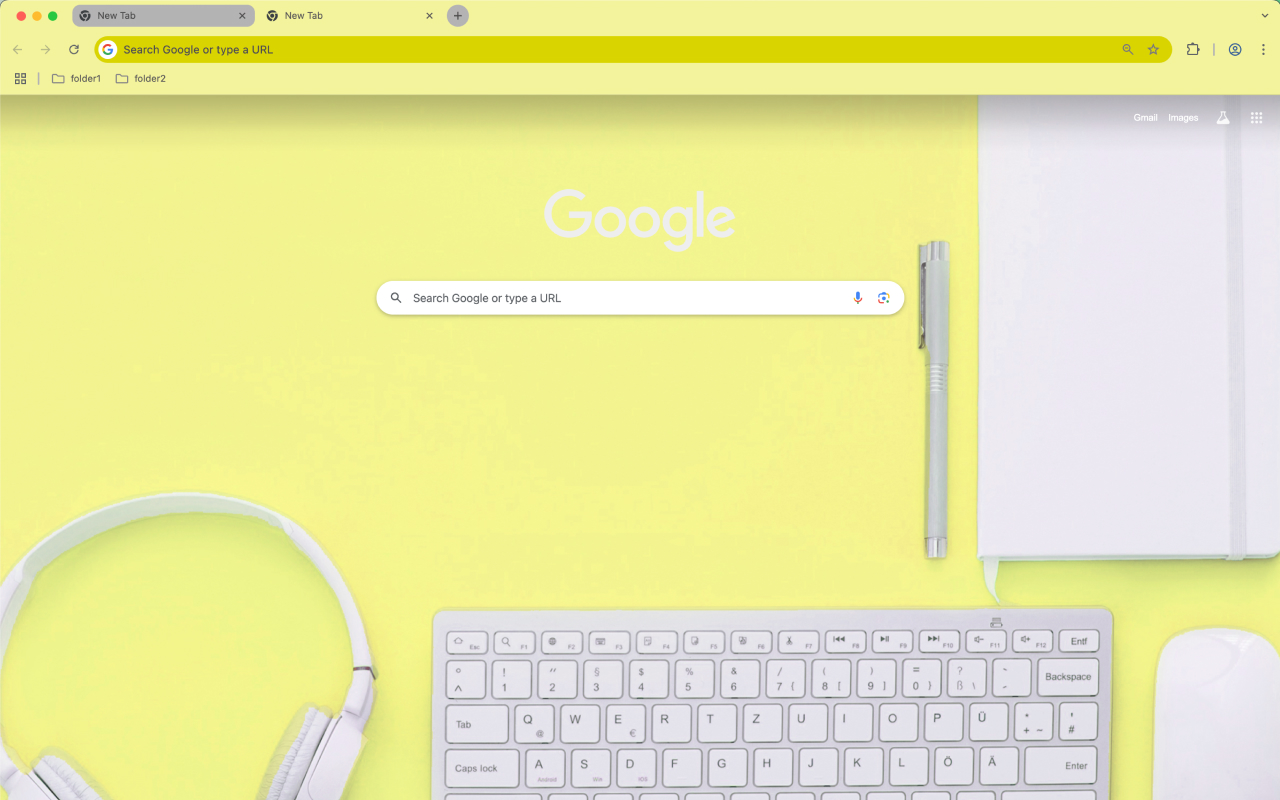 New Tab
New Tab
Search Google or type a URL
folder1
folder2
Gmail Images
Google
Search Google or type a URL
Esc F1 F2 F3 F4 F5 F6 F7 F8 F9 F10 F11 F12 Entf
° ! " § $ % & / ( ) = ? Backspace
^ 1 2 3 4 5 6 7 { 8 [ 9 ] 0 } ß \
Tab Q W E R T Z U I O P Ü * '
@ € + ~ #
Caps lock A S D F G H J K L Ö Ä Enter
Android Win iOS